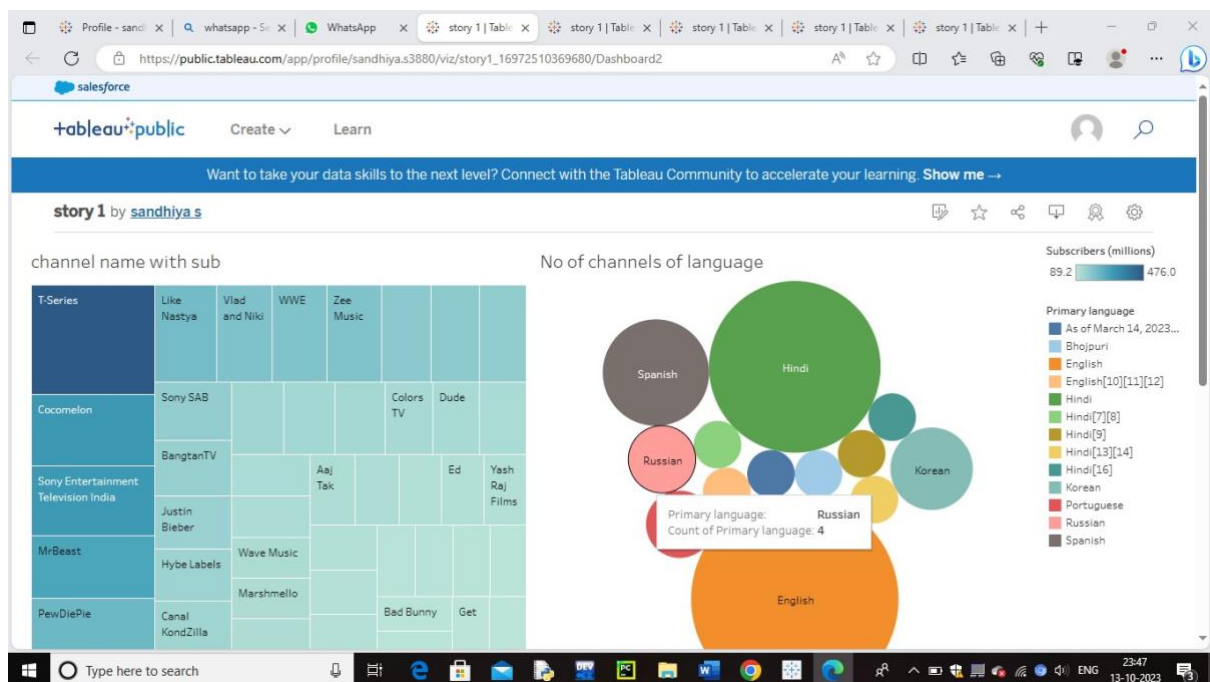 Profile - sandh
whatsapp - Se
WhatsApp
story 1 | Table
story 1 | Table
story 1 | Table
story 1 | Table
story 1 | Table
https://public.tableau.com/app/profile/sandhiya.s3880/viz/story1_16972510369680/Dashboard2
salesforce
+ableau public
Create
Learn
Want to take your data skills to the next level? Connect with the Tableau Community to accelerate your learning. Show me →
story 1 by sandhiya s
channel name with sub
T-Series
Like
Nastya
Vlad
and Niki
WWE
Zee
Music
Cocomelon
Sony SAB
Colors
TV
Dude
BangtanTV
Sony Entertainment
Television India
Aaj
Tak
Ed
Yash
Raj
Films
Justin
Bieber
MrBeast
Hybe Labels
Wave Music
Marshmello
PewDiePie
Canal
KondZilla
Bad Bunny
Get
No of channels of language
Spanish
Hindi
Russian
Korean
Primary language: Russian
Count of Primary language: 4
English
Subscribers (millions)
89.2 476.0
Primary language
As of March 14, 2023...
Bhojpuri
English
English[10][11][12]
Hindi
Hindi[7][8]
Hindi[9]
Hindi[13][14]
Hindi[16]
Korean
Portuguese
Russian
Spanish
Type here to search
DEV
PC
W
ENG
23:47
13-10-2023
3